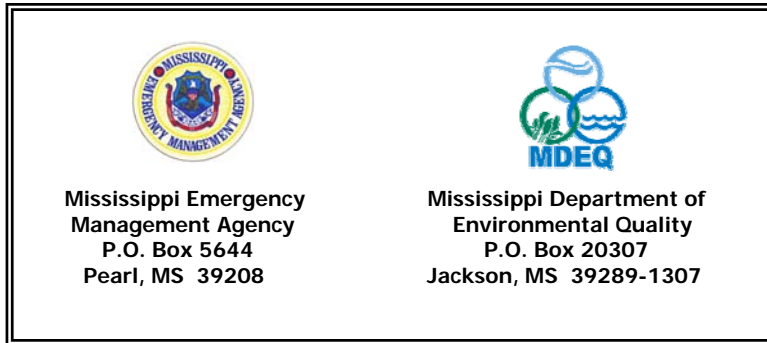 MISSISSIPPI
EMERGENCY MANAGEMENT AGENCY
MDEQ
Mississippi Emergency
Management Agency
P.O. Box 5644
Pearl, MS 39208
Mississippi Department of
Environmental Quality
P.O. Box 20307
Jackson, MS 39289-1307